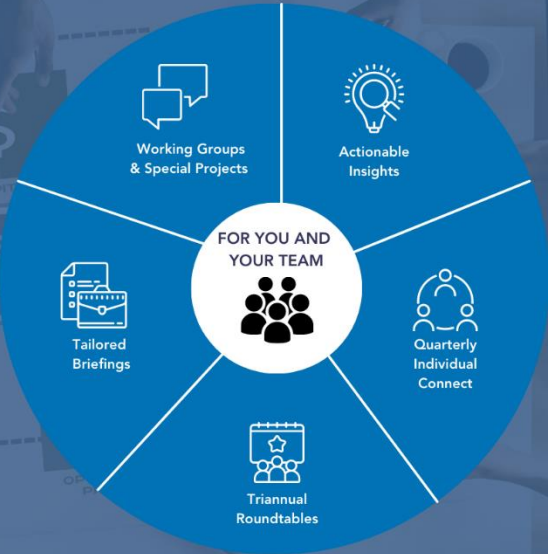 Working Groups
& Special Projects
Actionable
Insights
FOR YOU AND
YOUR TEAM
Tailored
Briefings
Quarterly
Individual
Connect
Triannual
Roundtables